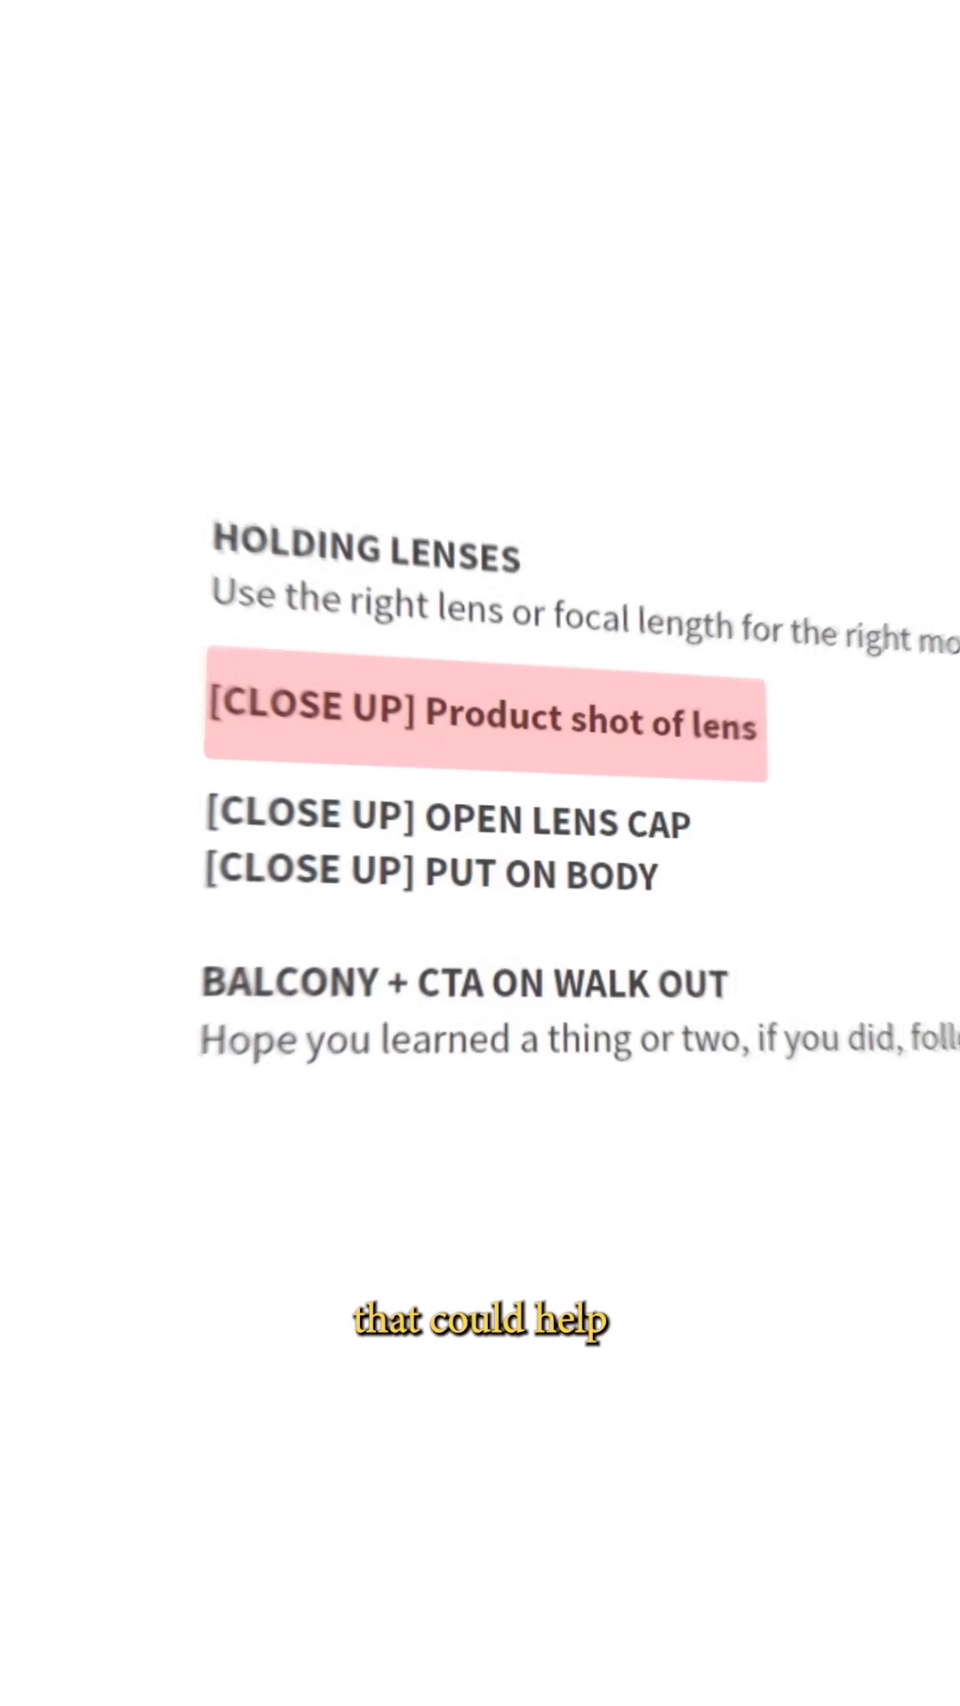 HOLDING LENSES
Use the right lens or focal length for the right
[CLOSE UP] Product shot of lens
[CLOSE UP] OPEN LENS CAP
[CLOSE UP] PUT ON BODY
BALCONY + CTA ON WALK OUT
Hope you learned a thing or two, if you did,
that could help